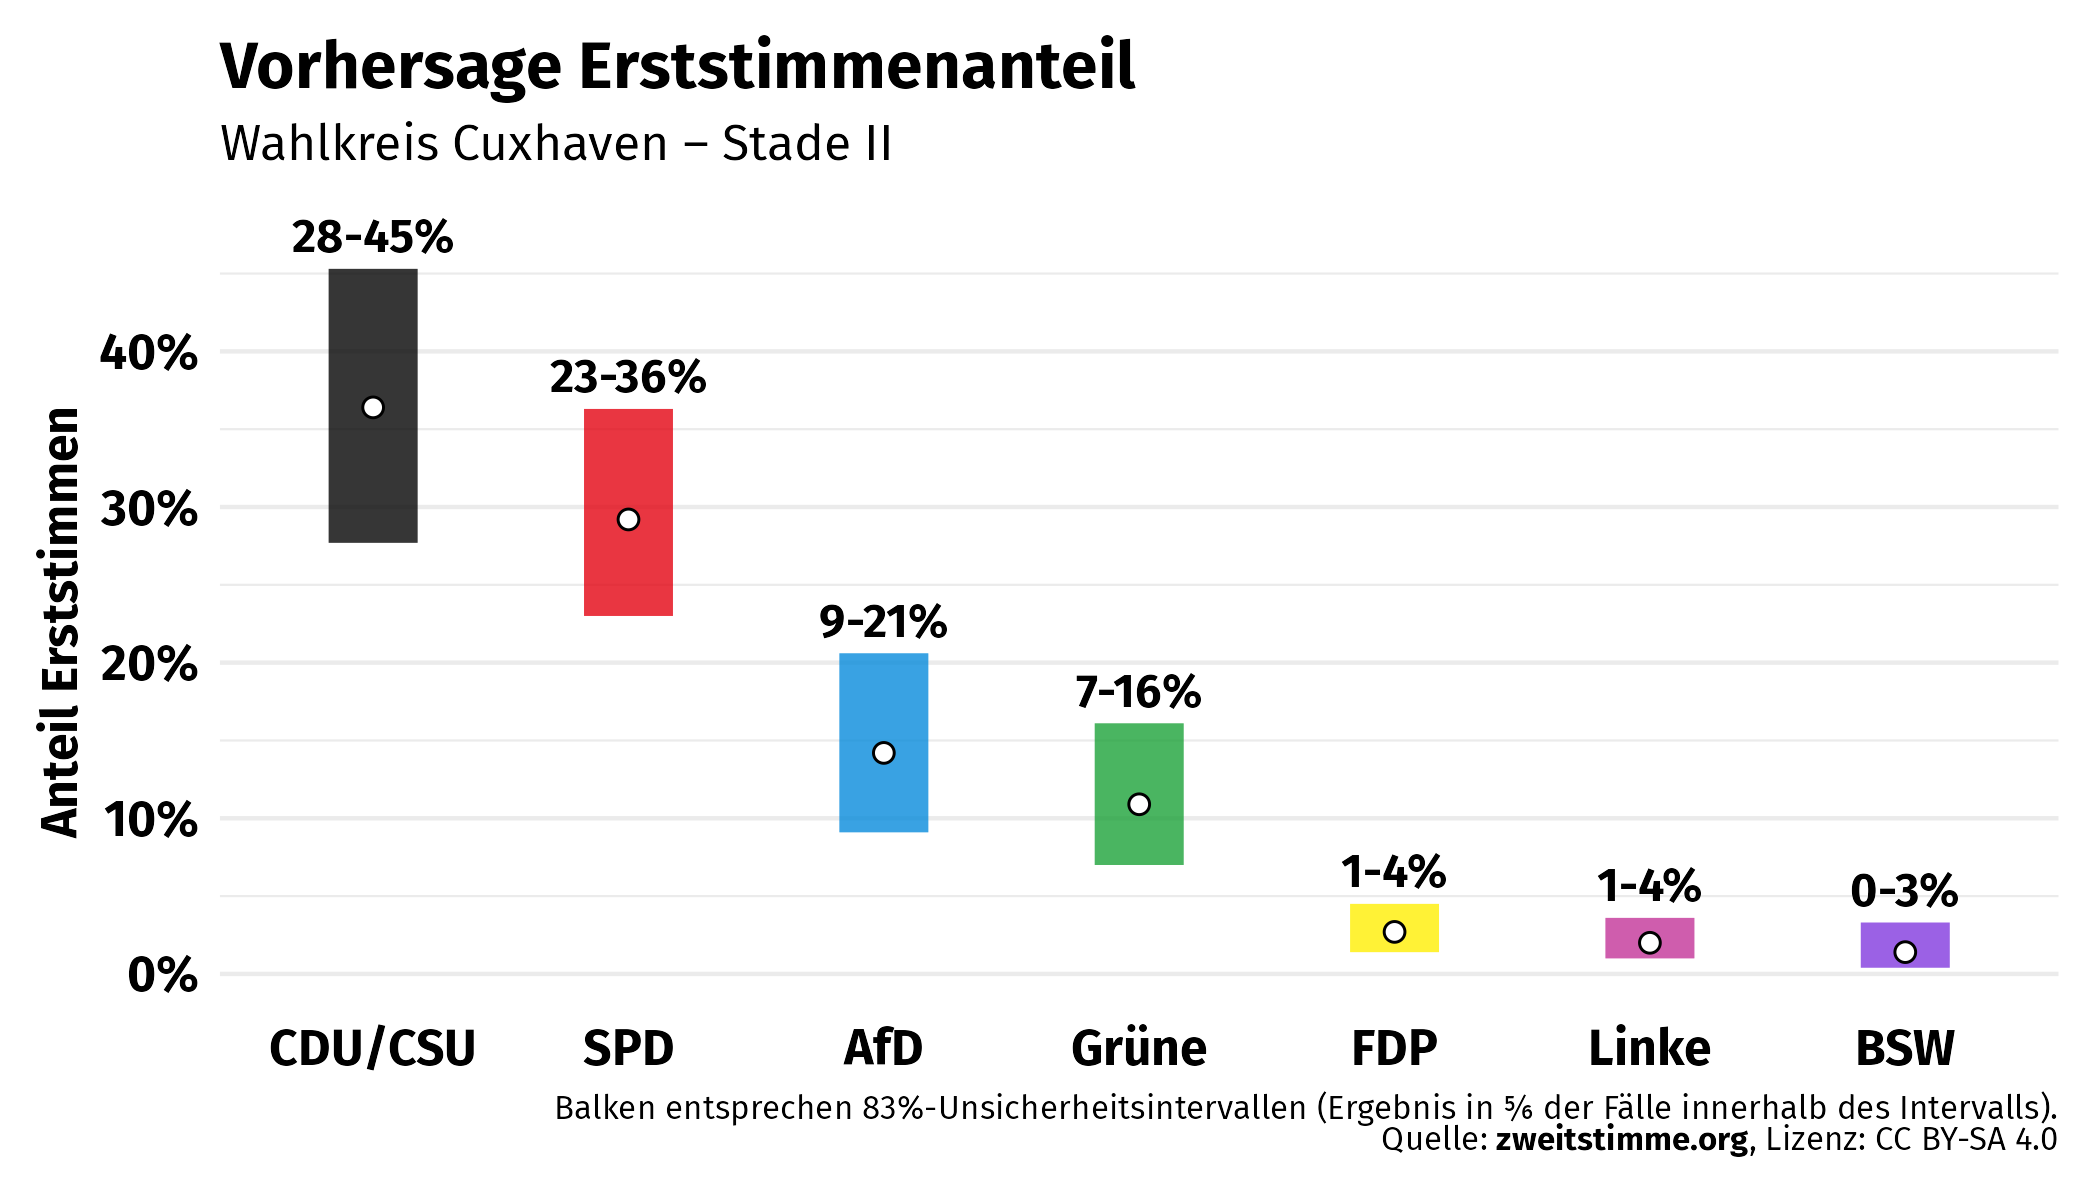 Vorhersage Erststimmenanteil
Wahlkreis Cuxhaven – Stade II
28-45%
23-36%
9-21%
7-16%
1-4%
1-4%
0-3%
Anteil Erststimmen
40%
30%
20%
10%
0%
CDU/CSU SPD AfD Grüne FDP Linke BSW
Balken entsprechen 83%-Unsicherheitsintervallen (Ergebnis in ⅚ der Fälle innerhalb des Intervalls).
Quelle: zweitstimme.org, Lizenz: CC BY-SA 4.0